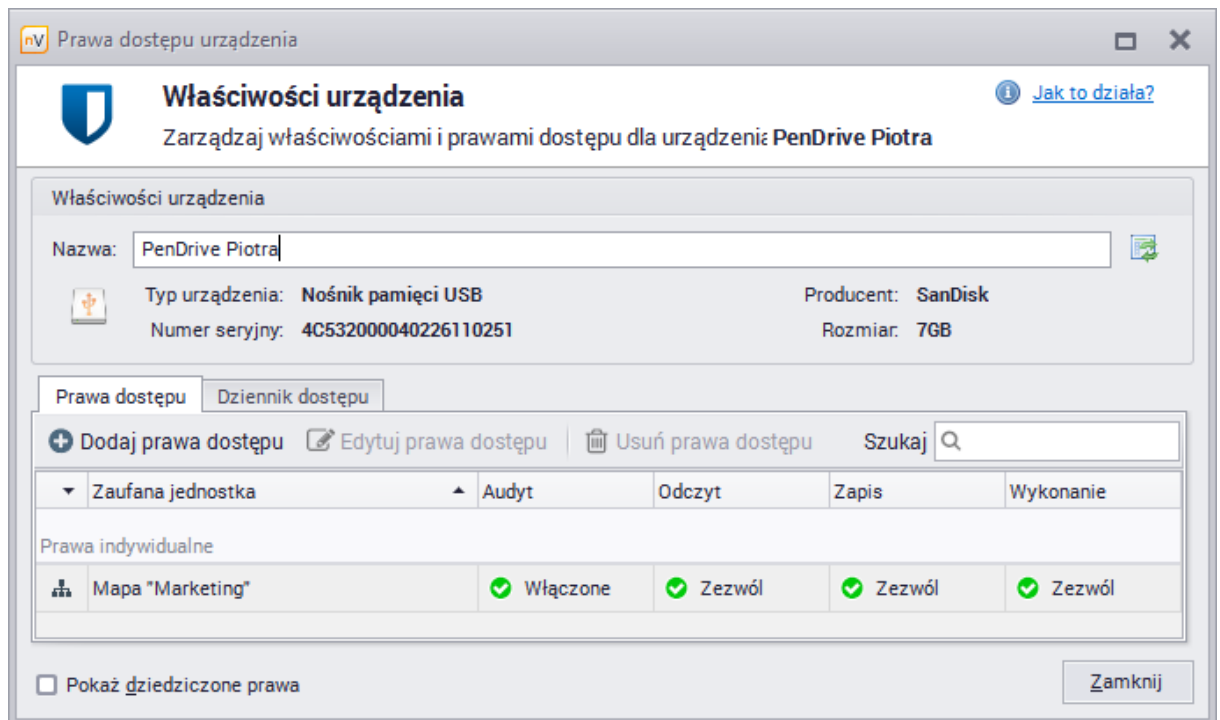 nV Prawa dostępu urządzenia
Właściwości urządzenia
Jak to działa?
Zarządzaj właściwościami i prawami dostępu dla urządzenia PenDrive Piotra
Właściwości urządzenia
Nazwa: PenDrive Piotra
Typ urządzenia: Nośnik pamięci USB Producent: SanDisk
Numer seryjny: 4C532000040226110251 Rozmiar: 7GB
Prawa dostępu Dziennik dostępu
Dodaj prawa dostępu Edytuj prawa dostępu Usuń prawa dostępu Szukaj
Zaufana jednostka Audyt Odczyt Zapis Wykonanie
Prawa indywidualne
Mapa "Marketing" Włączone Zezwól Zezwól Zezwól
Pokaż dziedziczone prawa Zamknij